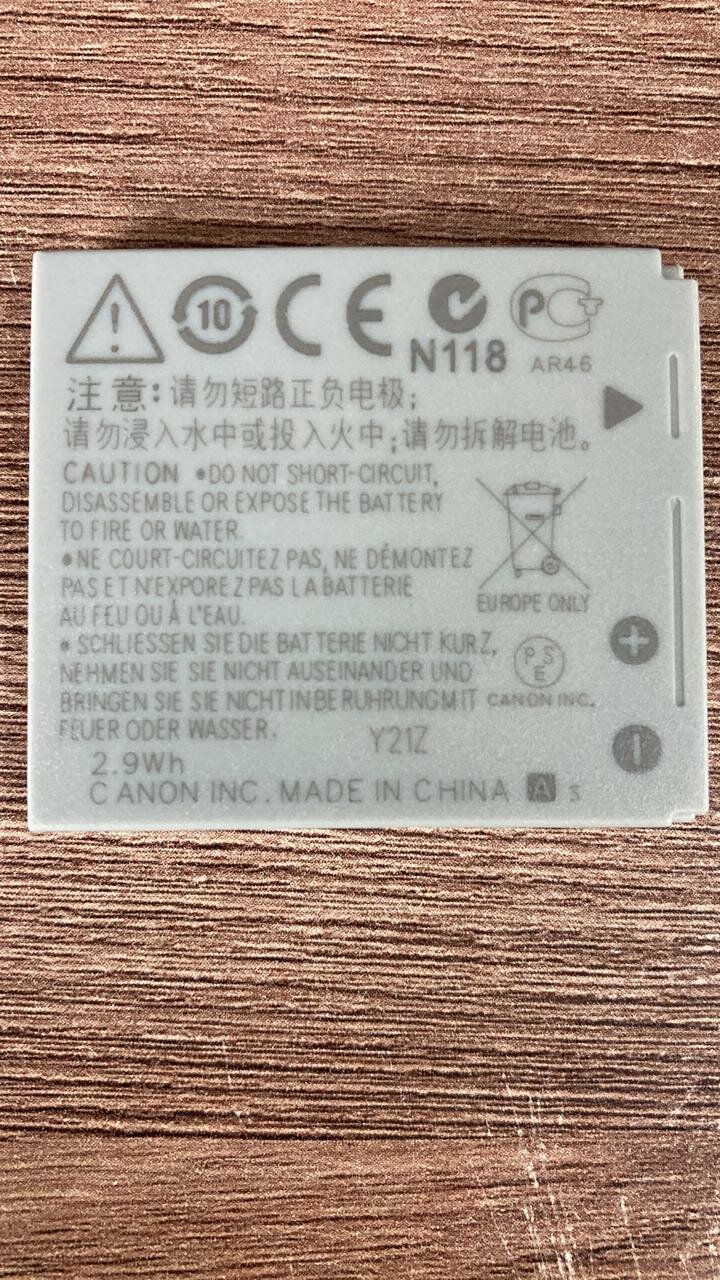 10 CE PC+
N118 AR46
注意:请勿短路正负电极;
请勿浸入水中或投入火中;请勿拆解电池。
CAUTION •DO NOT SHORT-CIRCUIT,
DISASSEMBLE OR EXPOSE THE BATTERY
TO FIRE OR WATER.
•NE COURT-CIRCUITEZ PAS, NE DÉMONTEZ
PAS ET N'EXPOREZ PAS LA BATTERIE
AU FEU OU À L'EAU.
EUROPE ONLY
• SCHLIESSEN SIE DIE BATTERIE NICHT KURZ,
NEHMEN SIE SIE NICHT AUSEINANDER UND
BRINGEN SIE SIE NICHT IN BERUHRUNG MIT
FEUER ODER WASSER.
PSE
CANON INC.
+
Y21Z
2.9Wh
CANON INC. MADE IN CHINA A S